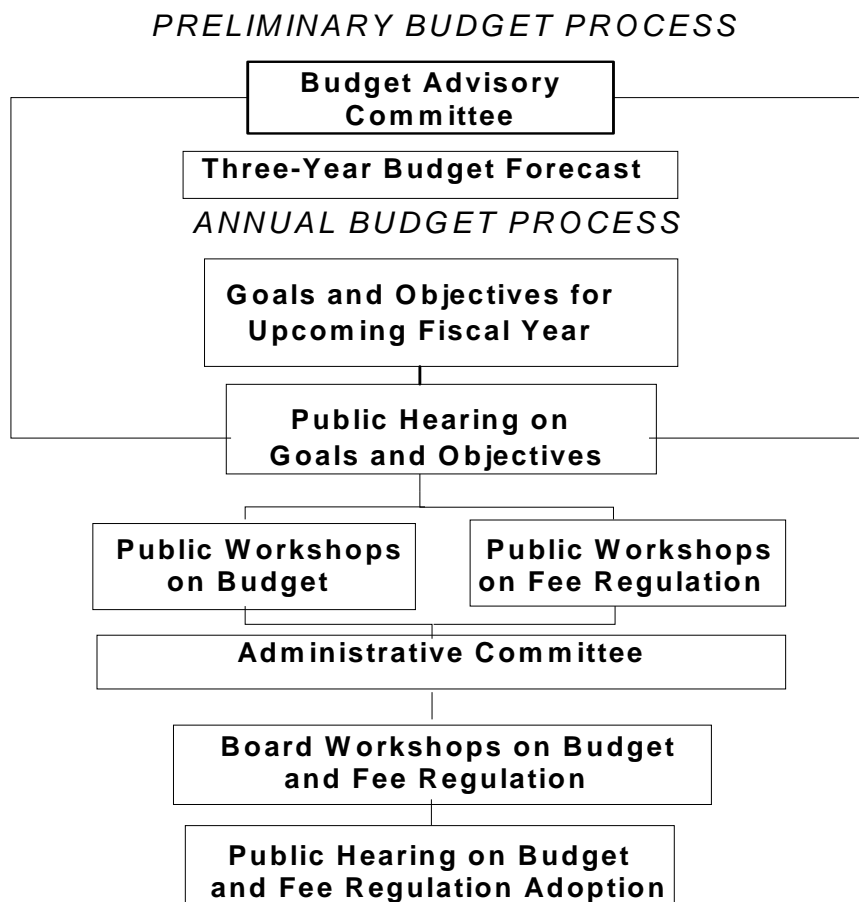 PRELIMINARY BUDGET PROCESS
Budget Advisory
Committee
Three-Year Budget Forecast
ANNUAL BUDGET PROCESS
Goals and Objectives for
Upcoming Fiscal Year
Public Hearing on
Goals and Objectives
Public Workshops
on Budget
Public Workshops
on Fee Regulation
Administrative Committee
Board Workshops on Budget
and Fee Regulation
Public Hearing on Budget
and Fee Regulation Adoption